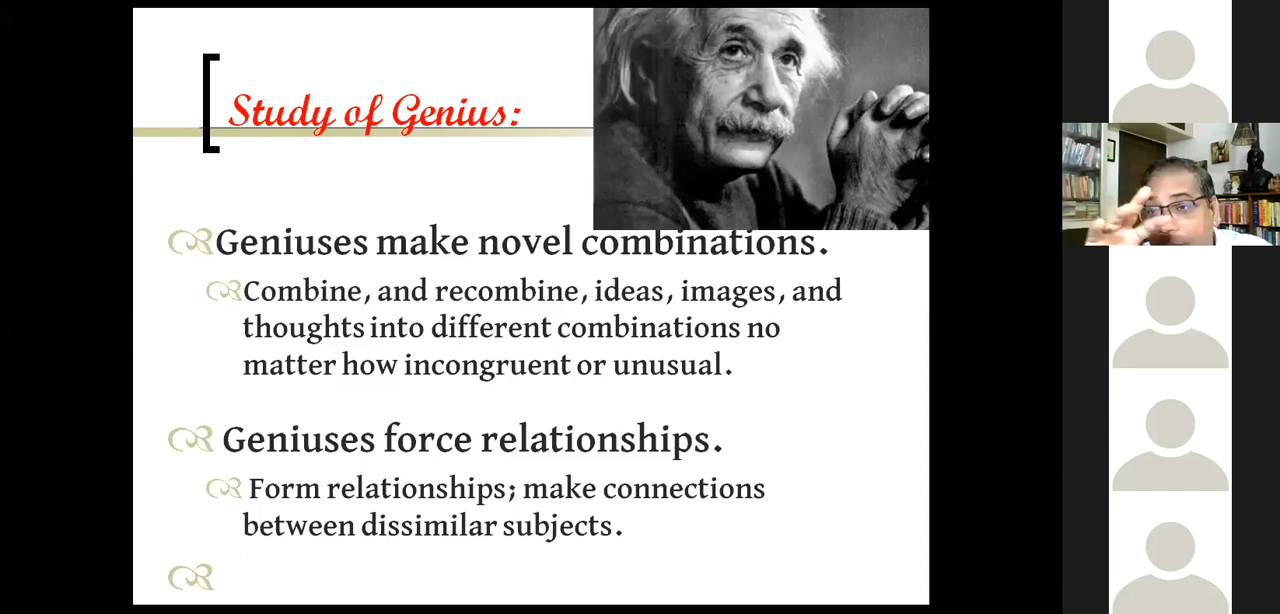 Study of Genius:
Geniuses make novel combinations.
Combine, and recombine, ideas, images, and
thoughts into different combinations no
matter how incongruent or unusual.
Geniuses force relationships.
Form relationships; make connections
between dissimilar subjects.